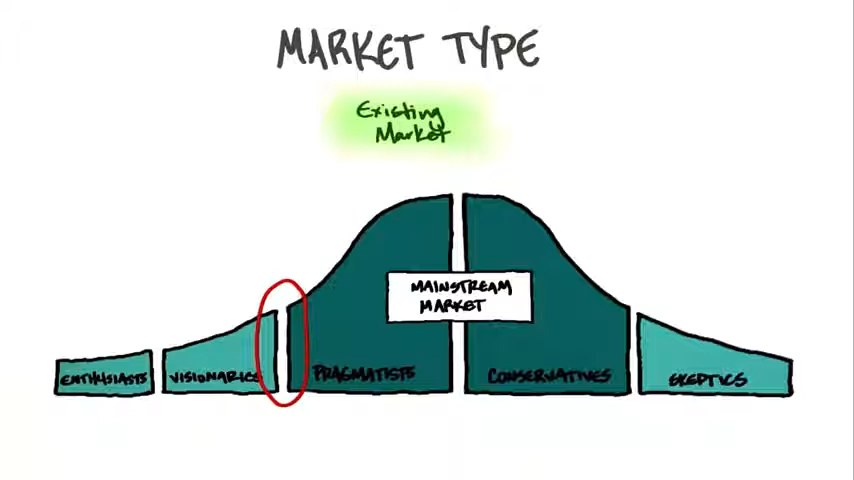 MARKET TYPE
Existing
Market
MAINSTREAM
MARKET
ENTHUSIASTS
VISIONARIES
PRAGMATISTS
CONSERVATIVES
SKEPTICS